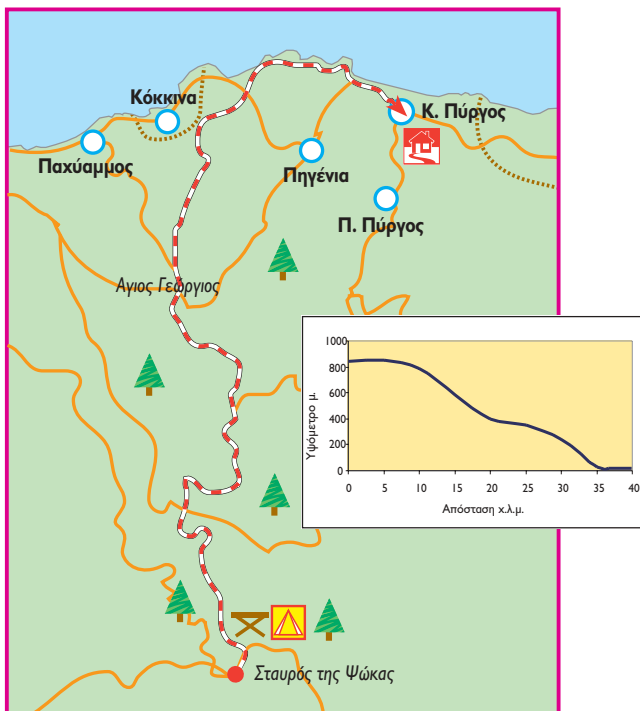 Κόκκινα
Κ. Πύργος
Παχύαμμος
Πηγένια
Π. Πύργος
Αγιος Γεώργιος
1000
800
600
400
200
0
Υψόμετρο μ.
0 5 10 15 20 25 30 35 40
Απόσταση χ.λ.μ.
Σταυρός της Ψώκας